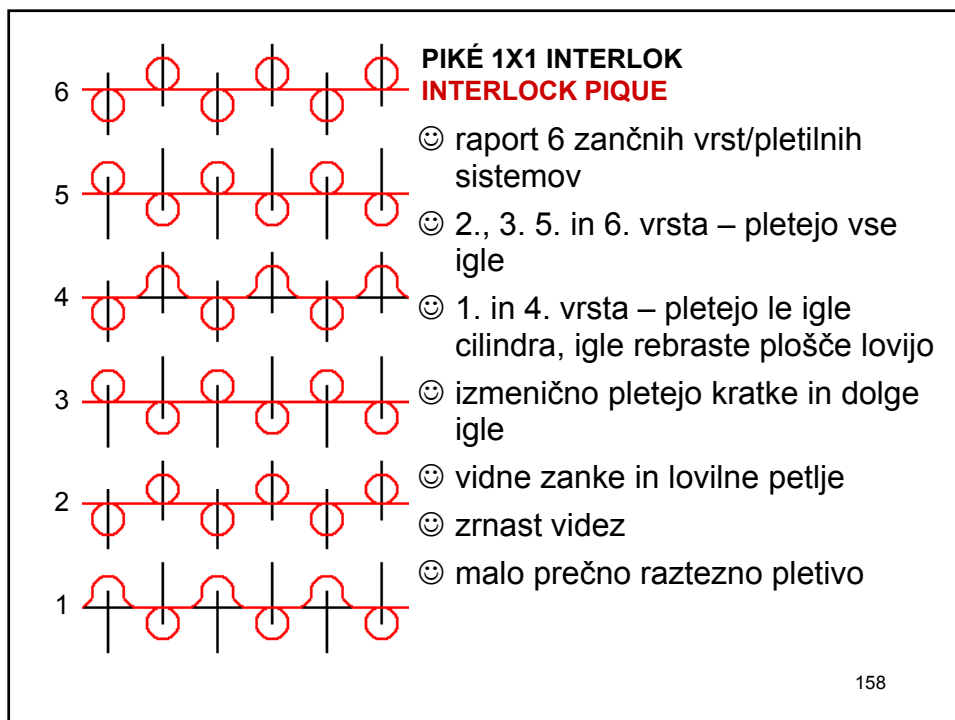 PIKÉ 1X1 INTERLOK
INTERLOCK PIQUE
☺ raport 6 zančnih vrst/pletilnih
sistemov
☺ 2., 3. 5. in 6. vrsta – pletejo vse
igle
☺ 1. in 4. vrsta – pletejo le igle
cilindra, igle rebraste plošče lovijo
☺ izmenično pletejo kratke in dolge
igle
☺ vidne zanke in lovilne petlje
☺ zrnast videz
☺ malo prečno raztezno pletivo
6
5
4
3
2
1
158